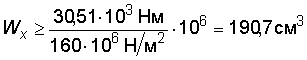 Wₓ ≥ 30,51·10³ Нм / 160·10⁶ Н/м² · 10⁶ = 190,7 см³